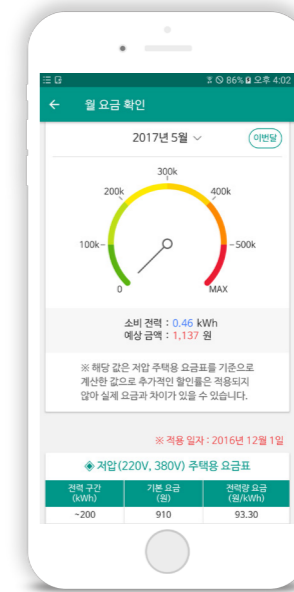 86% 오후 4:02
← 월 요금 확인
2017년 5월
이번달
300k
200k 400k
100k 500k
0 MAX
소비 전력 : 0.46 kWh
예상 금액 : 1,137 원
※ 해당 값은 저압 주택용 요금표를 기준으로
계산한 값으로 추가적인 할인률은 적용되지
않아 실제 요금과 차이가 있을 수 있습니다.
※ 적용 일자 : 2016년 12월 1일
◈ 저압(220V, 380V) 주택용 요금표
전력 구간 기본 요금 전력량 요금
(kWh) (원) (원/kWh)
~200 910 93.30